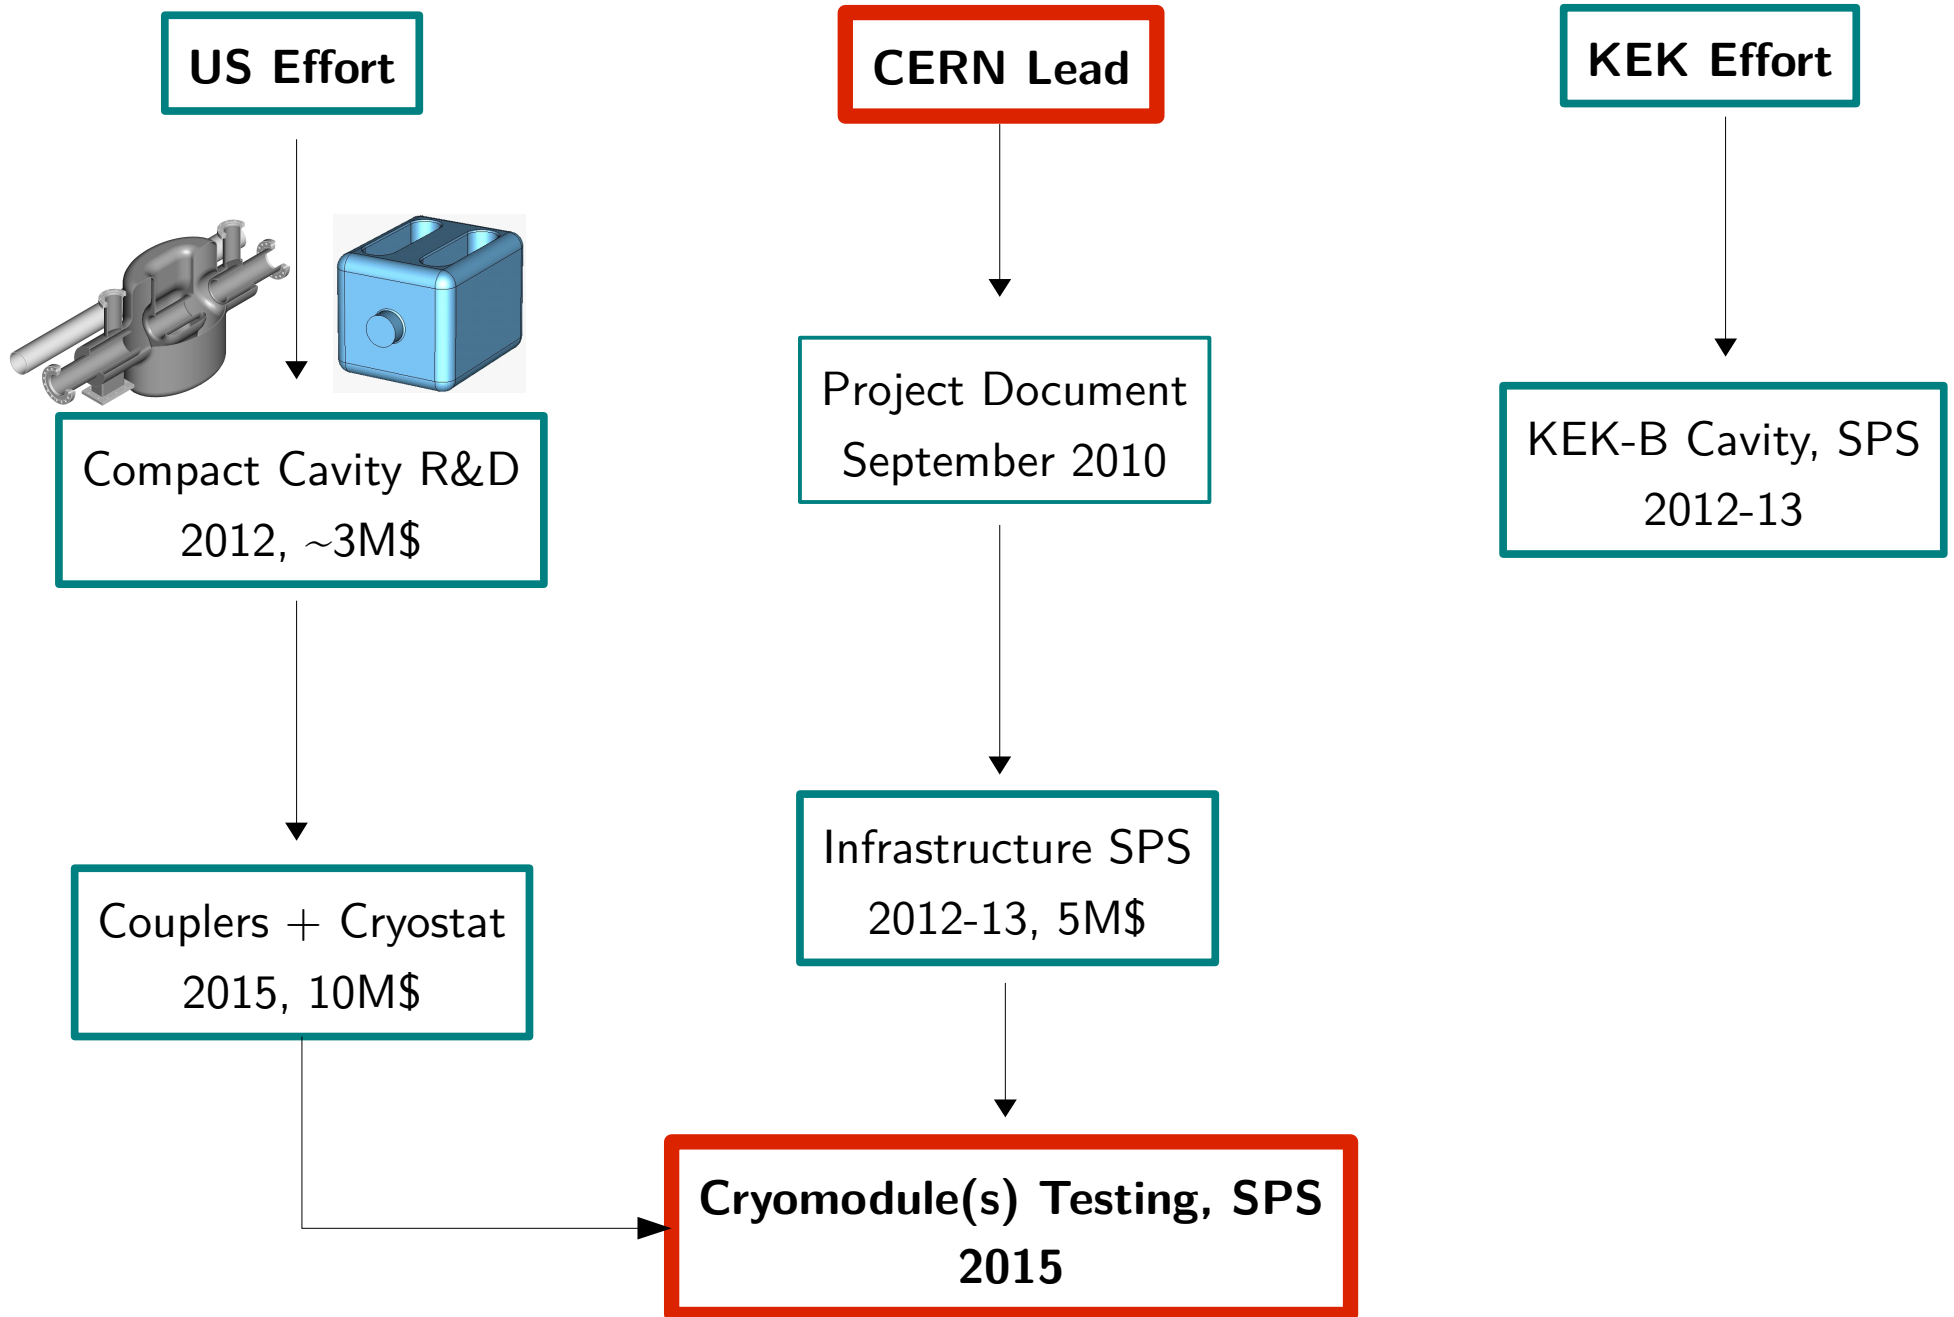 US Effort
CERN Lead
KEK Effort
Compact Cavity R&D
2012, ~3M$
Project Document
September 2010
KEK-B Cavity, SPS
2012-13
Couplers + Cryostat
2015, 10M$
Infrastructure SPS
2012-13, 5M$
Cryomodule(s) Testing, SPS
2015